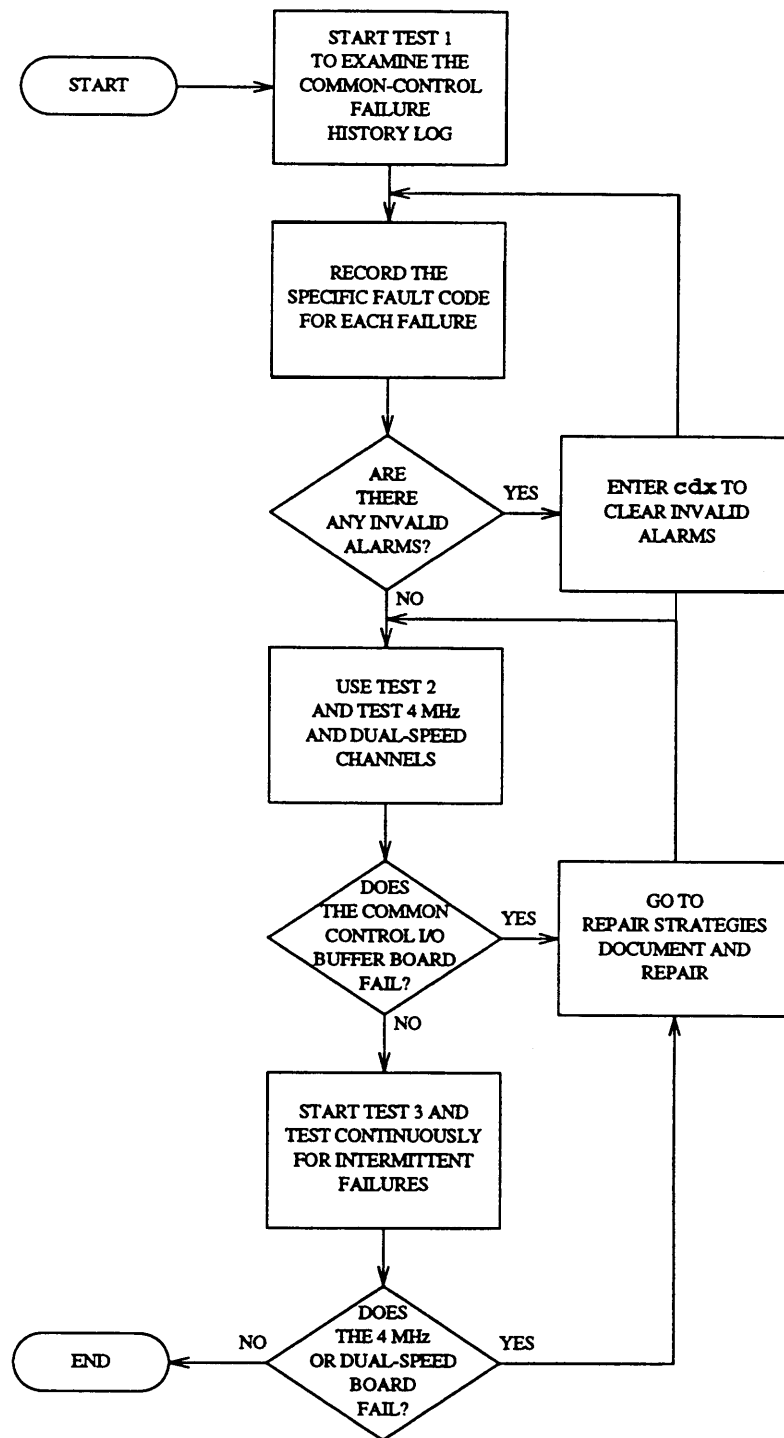 START
START TEST 1
TO EXAMINE THE
COMMON-CONTROL
FAILURE
HISTORY LOG
RECORD THE
SPECIFIC FAULT CODE
FOR EACH FAILURE
ARE
THERE
ANY INVALID
ALARMS?
YES
ENTER cdx TO
CLEAR INVALID
ALARMS
NO
USE TEST 2
AND TEST 4 MHz
AND DUAL-SPEED
CHANNELS
DOES
THE COMMON
CONTROL I/O
BUFFER BOARD
FAIL?
YES
GO TO
REPAIR STRATEGIES
DOCUMENT AND
REPAIR
NO
START TEST 3 AND
TEST CONTINUOUSLY
FOR INTERMITTENT
FAILURES
DOES
THE 4 MHz
OR DUAL-SPEED
BOARD
FAIL?
YES
NO
END